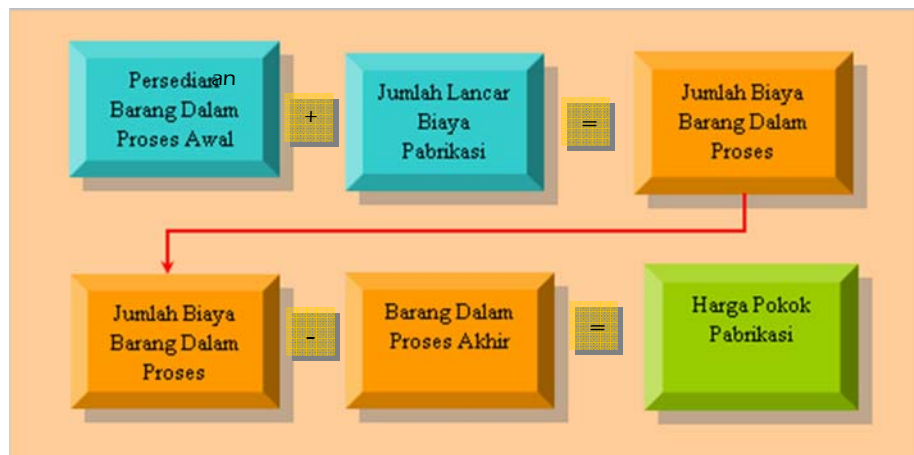 Persediaan
Barang Dalam
Proses Awal
+
Jumlah Lancar
Biaya
Pabrikasi
=
Jumlah Biaya
Barang Dalam
Proses
Jumlah Biaya
Barang Dalam
Proses
-
Barang Dalam
Proses Akhir
=
Harga Pokok
Pabrikasi